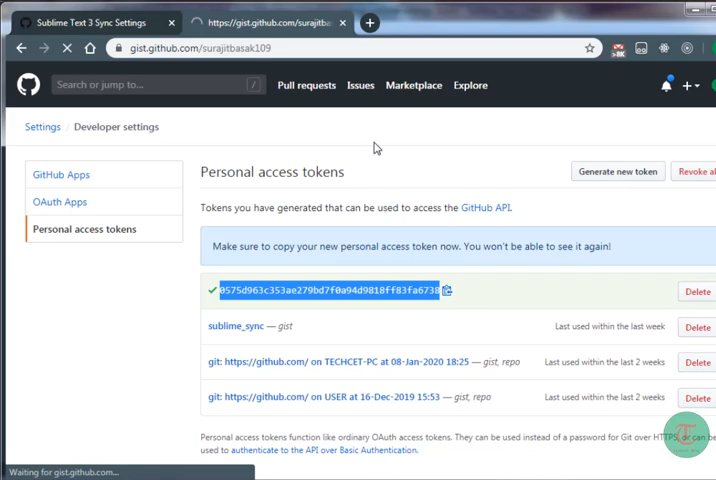 Sublime Text 3 Sync Settings
https://gist.github.com/surajitbasa
gist.github.com/surajitbasak109
>8K
Search or jump to...
/
Pull requests
Issues
Marketplace
Explore
Settings / Developer settings
GitHub Apps
OAuth Apps
Personal access tokens
Personal access tokens
Generate new token
Revoke al
Tokens you have generated that can be used to access the GitHub API.
Make sure to copy your new personal access token now. You won't be able to see it again!
0575d963c353ae279bd7f0a94d9818ff83fa6738
Delete
sublime_sync — gist
Last used within the last week
Delete
git: https://github.com/ on TECHCET-PC at 08-Jan-2020 18:25 — gist, repo
Last used within the last 2 weeks
Delete
git: https://github.com/ on USER at 16-Dec-2019 15:53 — gist, repo
Last used within the last 2 weeks
Delete
Personal access tokens function like ordinary OAuth access tokens. They can be used instead of a password for Git over HTTPS, or can be
used to authenticate to the API over Basic Authentication.
Waiting for gist.github.com...